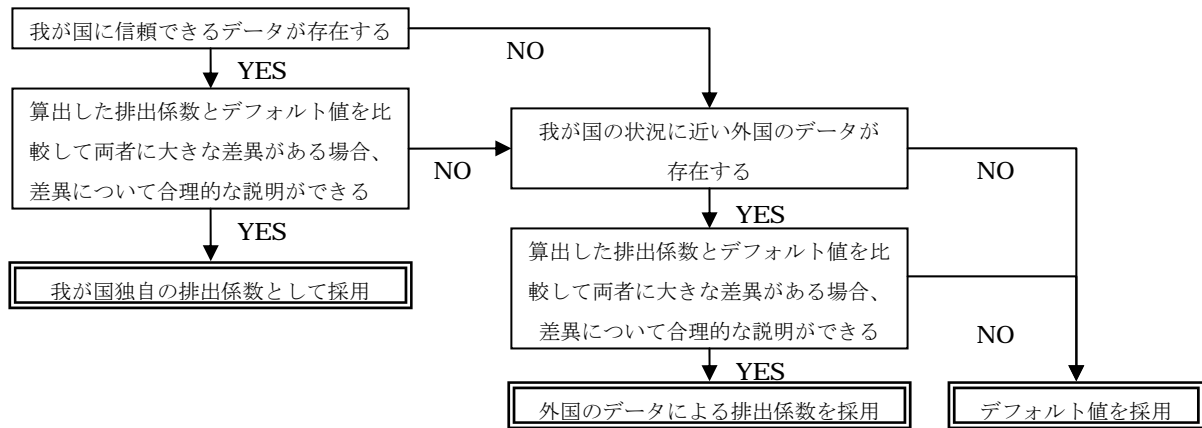 我が国に信頼できるデータが存在する
NO
YES
算出した排出係数とデフォルト値を比
較して両者に大きな差異がある場合、
差異について合理的な説明ができる
NO
我が国の状況に近い外国のデータが
存在する
NO
YES
YES
我が国独自の排出係数として採用
算出した排出係数とデフォルト値を比
較して両者に大きな差異がある場合、
差異について合理的な説明ができる
NO
YES
外国のデータによる排出係数を採用
デフォルト値を採用